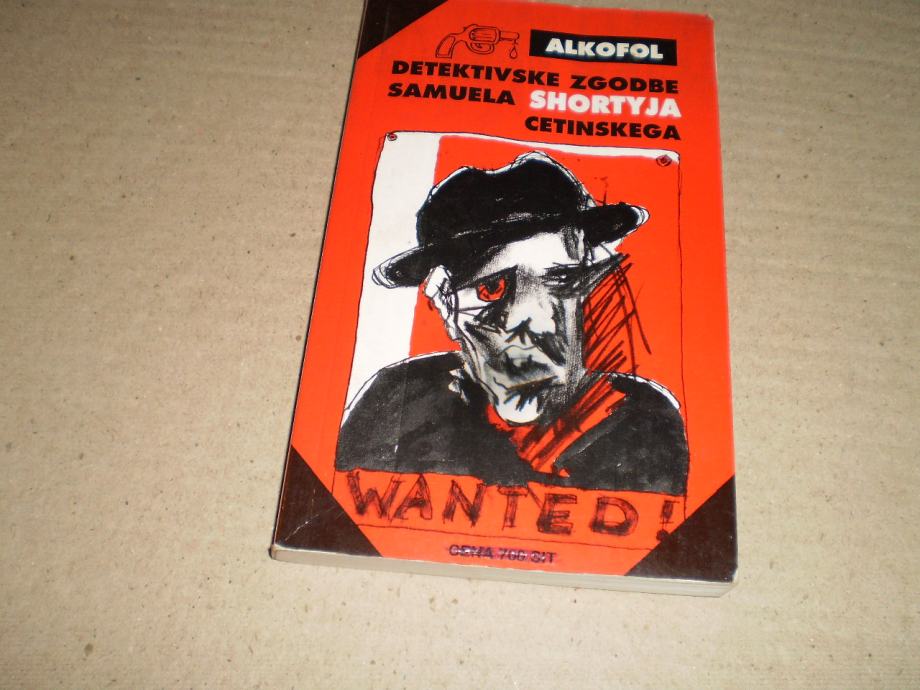 ALKOFOL
DETEKTIVSKE ZGODBE
SAMUELA SHORTYJA
CETINSKEGA
WANTED!
CENA 700 SIT